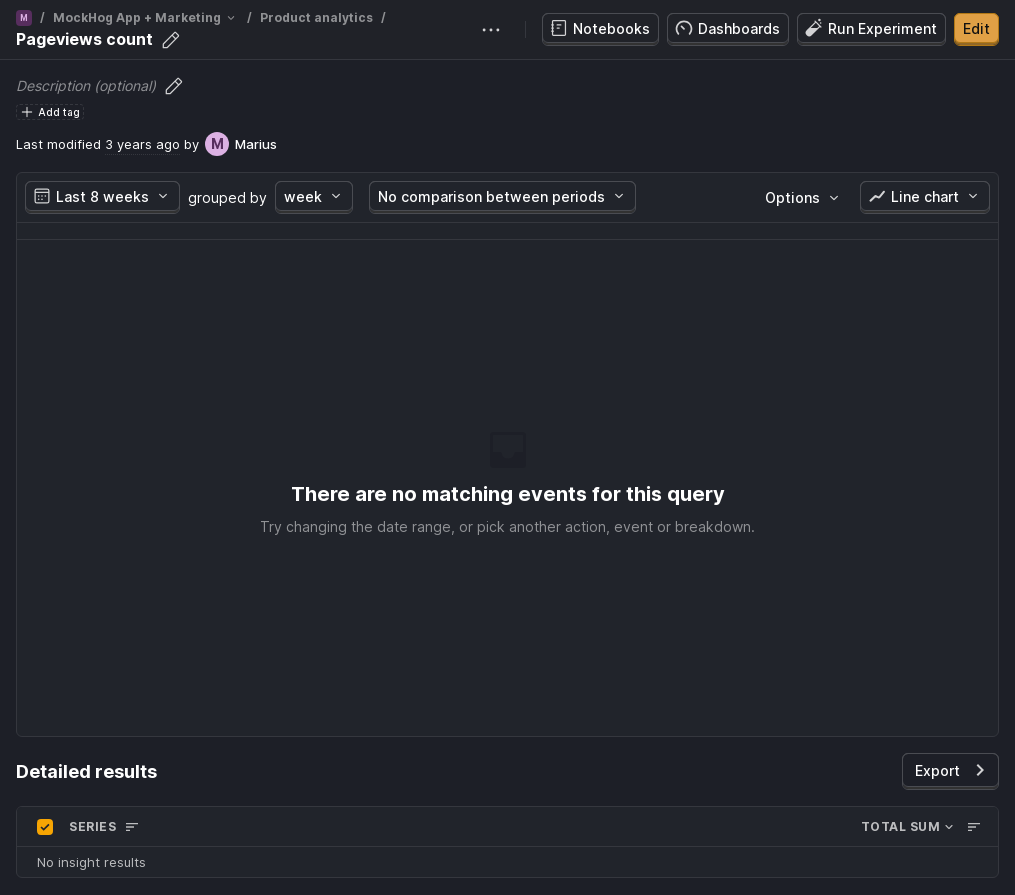 M / MockHog App + Marketing / Product analytics /
Pageviews count
Notebooks
Dashboards
Run Experiment
Edit
Description (optional)
Add tag
Last modified 3 years ago by M Marius
Last 8 weeks grouped by week No comparison between periods Options Line chart
There are no matching events for this query
Try changing the date range, or pick another action, event or breakdown.
Detailed results
Export
SERIES TOTAL SUM
No insight results